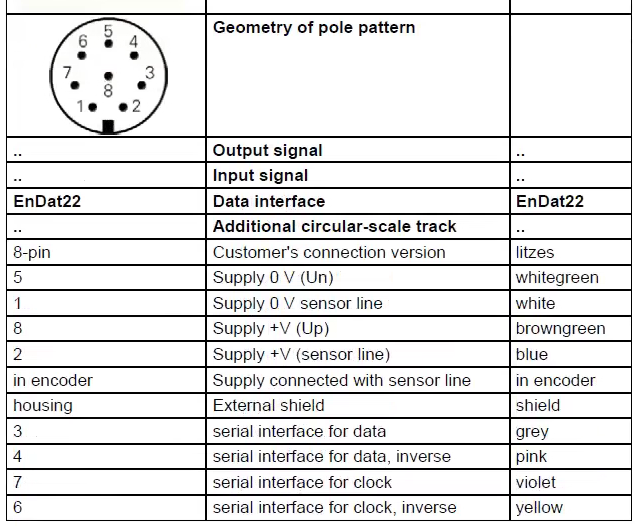 5
6 4
7 3
8
1 2
Geometry of pole pattern
.. Output signal ..
.. Input signal ..
EnDat22 Data interface EnDat22
.. Additional circular-scale track ..
8-pin Customer's connection version litzes
5 Supply 0 V (Un) whitegreen
1 Supply 0 V sensor line white
8 Supply +V (Up) browngreen
2 Supply +V (sensor line) blue
in encoder Supply connected with sensor line in encoder
housing External shield shield
3 serial interface for data grey
4 serial interface for data, inverse pink
7 serial interface for clock violet
6 serial interface for clock, inverse yellow